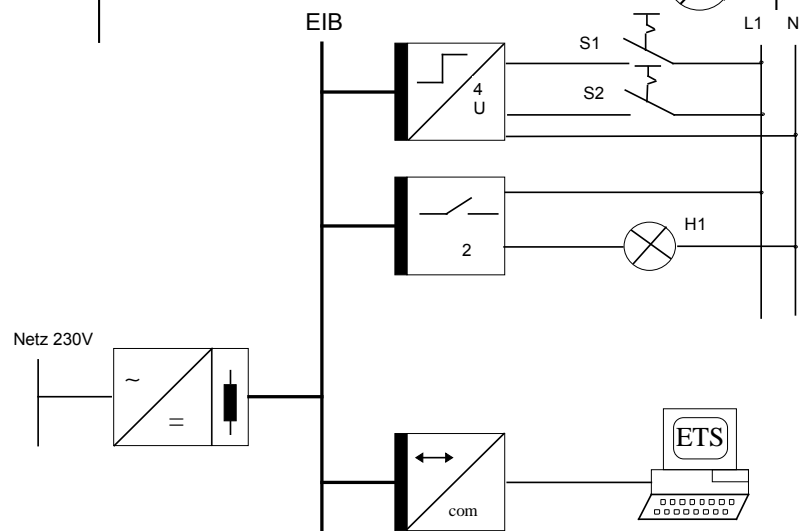 EIB
L1 N
S1
S2
4
U
H1
2
Netz 230V
~
=
ETS
com